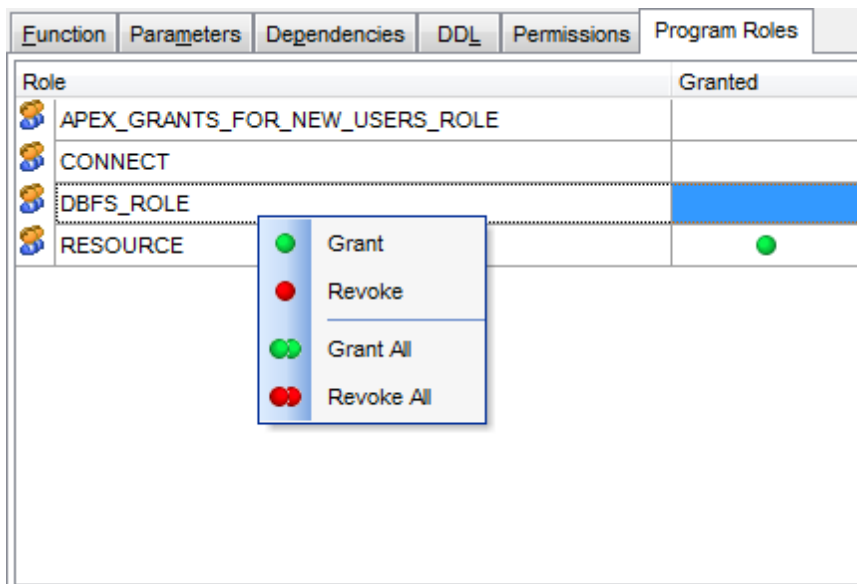 Function Parameters Dependencies DDL Permissions Program Roles
Role Granted
APEX_GRANTS_FOR_NEW_USERS_ROLE
CONNECT
DBFS_ROLE
RESOURCE
Grant
Revoke
Grant All
Revoke All